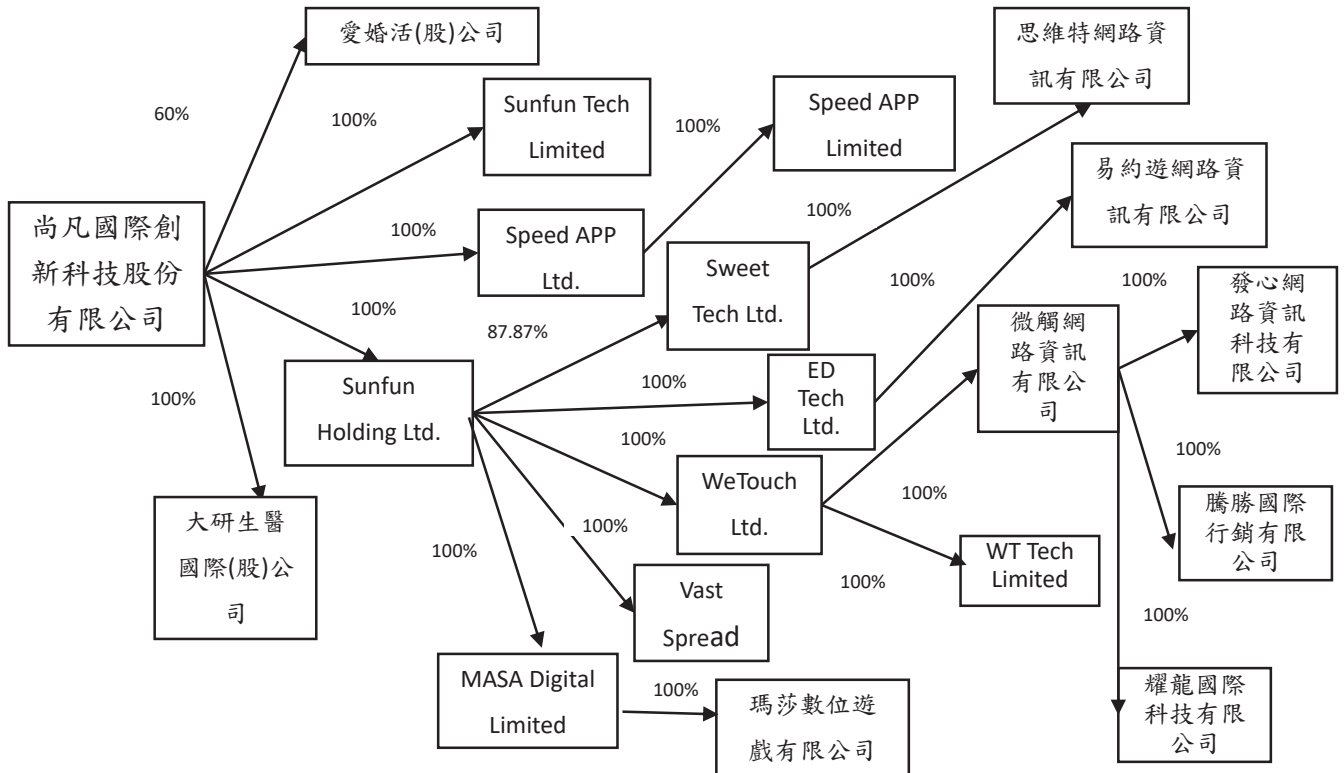 愛婚活(股)公司
60%
100%
Sunfun Tech
Limited
100%
Speed APP
Limited
思維特網路資
訊有限公司
易約遊網路資
訊有限公司
尚凡國際創
新科技股份
有限公司
100%
Speed APP
Ltd.
100%
Sweet
Tech Ltd.
100%
100%
發心網
路資訊
科技有
限公司
100%
87.87%
微觸網
路資訊
有限公
司
100%
Sunfun
Holding Ltd.
100%
ED
Tech
Ltd.
100%
WeTouch
Ltd.
100%
100%
騰勝國際
行銷有限
公司
大研生醫
國際(股)公
司
100%
100%
WT Tech
Limited
100%
Vast
Spread
100%
MASA Digital
Limited
100%
瑪莎數位遊
戲有限公司
耀龍國際
科技有限
公司